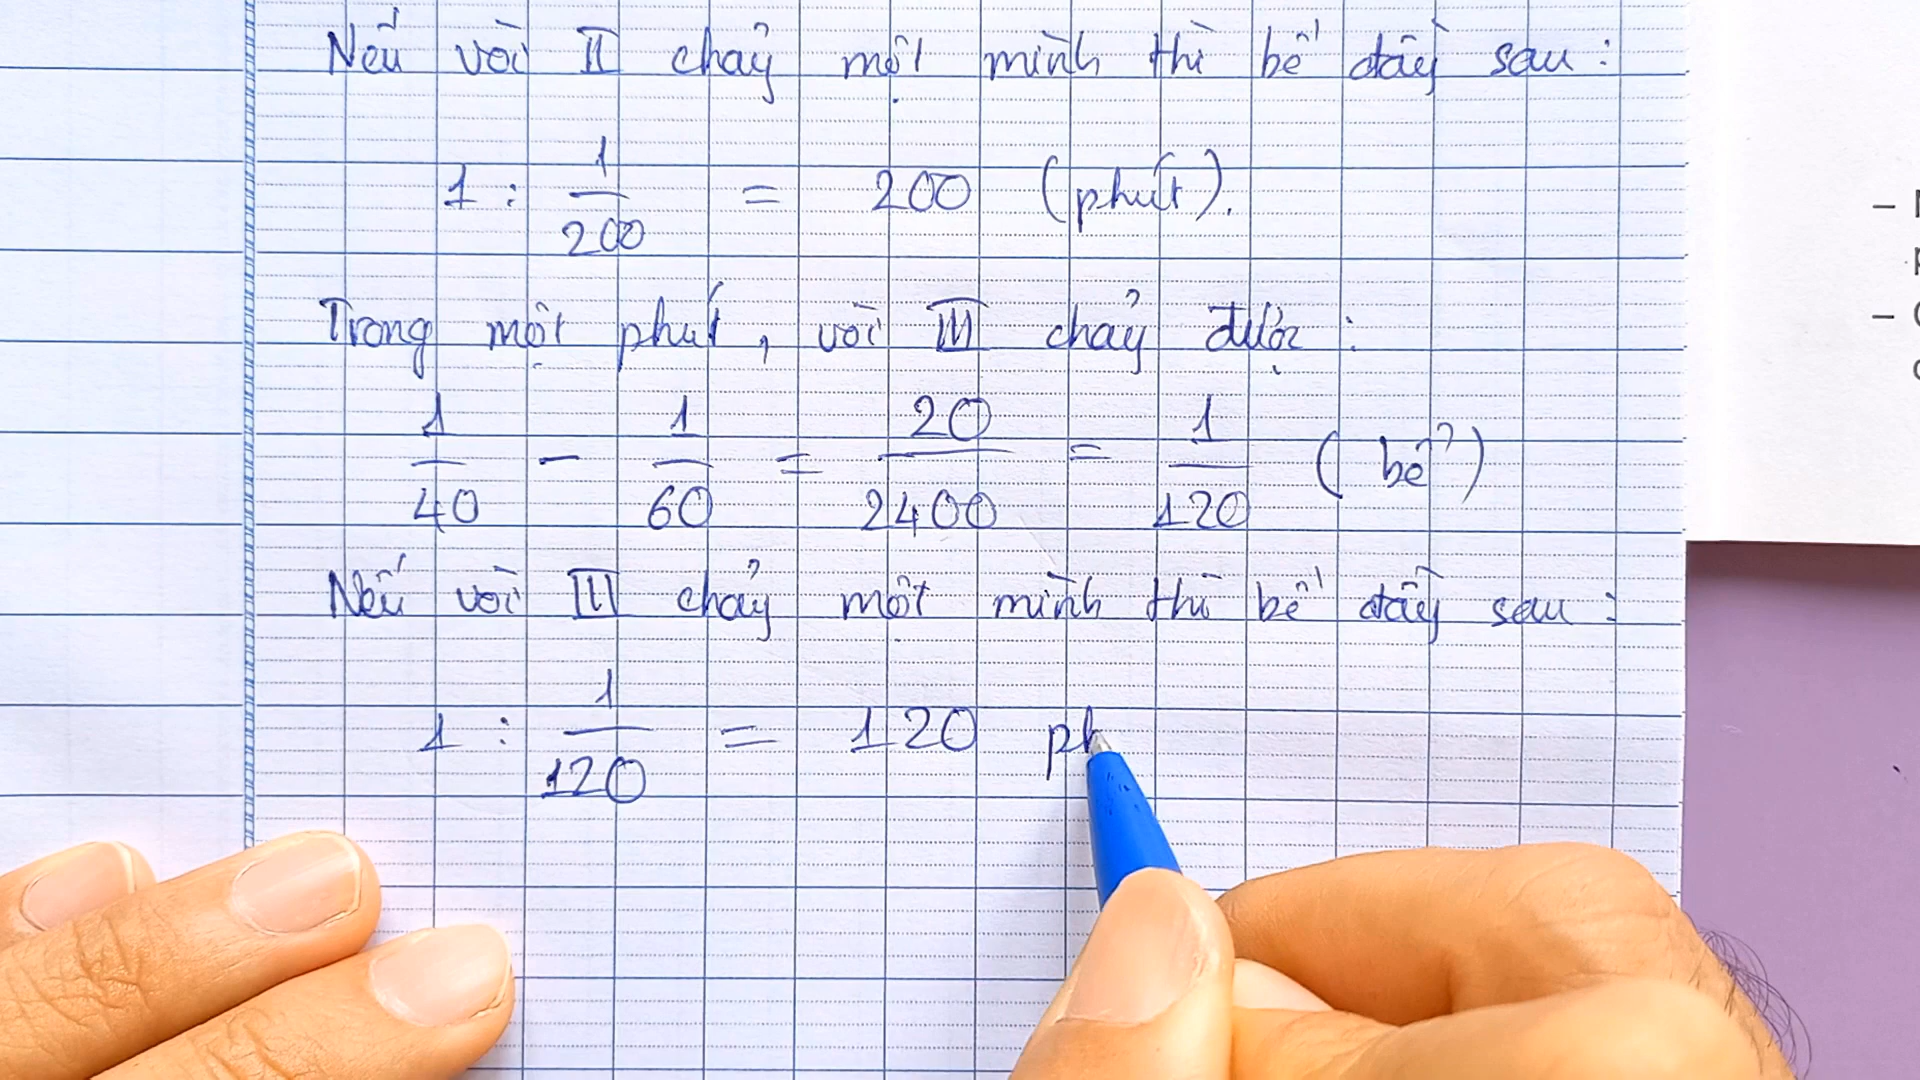 Nếu vòi II chảy một mình thì bể đầy sau :
1 : 1/200 = 200 (phút).
Trong một phút, vòi III chảy được :
1/40 - 1/60 = 20/2400 = 1/120 (bể)
Nếu vòi III chảy một mình thì bể đầy sau :
1 : 1/120 = 120 ph
–
–